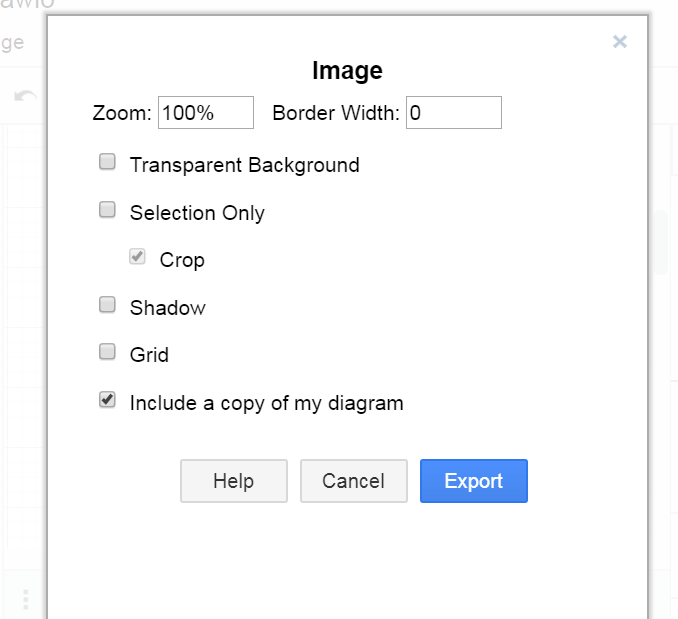 ge
×
Image
Zoom: 100% Border Width: 0
Transparent Background
Selection Only
Crop
Shadow
Grid
Include a copy of my diagram
Help Cancel Export